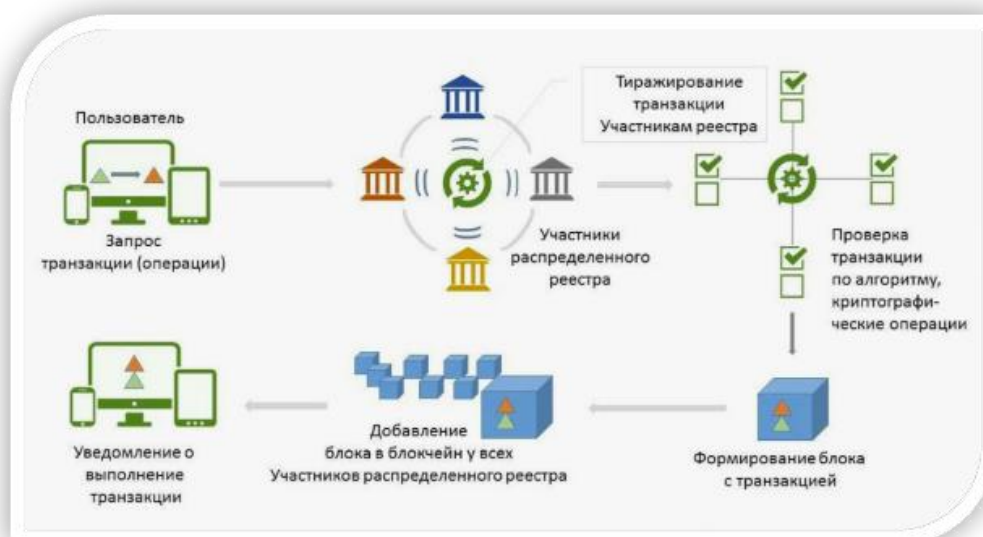 Пользователь
Запрос
транзакции (операции)
Участники
распределенного
реестра
Тиражирование
транзакции
Участникам реестра
Проверка
транзакции
по алгоритму,
криптографи-
ческие операции
Формирование блока
с транзакцией
Добавление
блока в блокчейн у всех
Участников распределенного реестра
Уведомление о
выполнение
транзакции